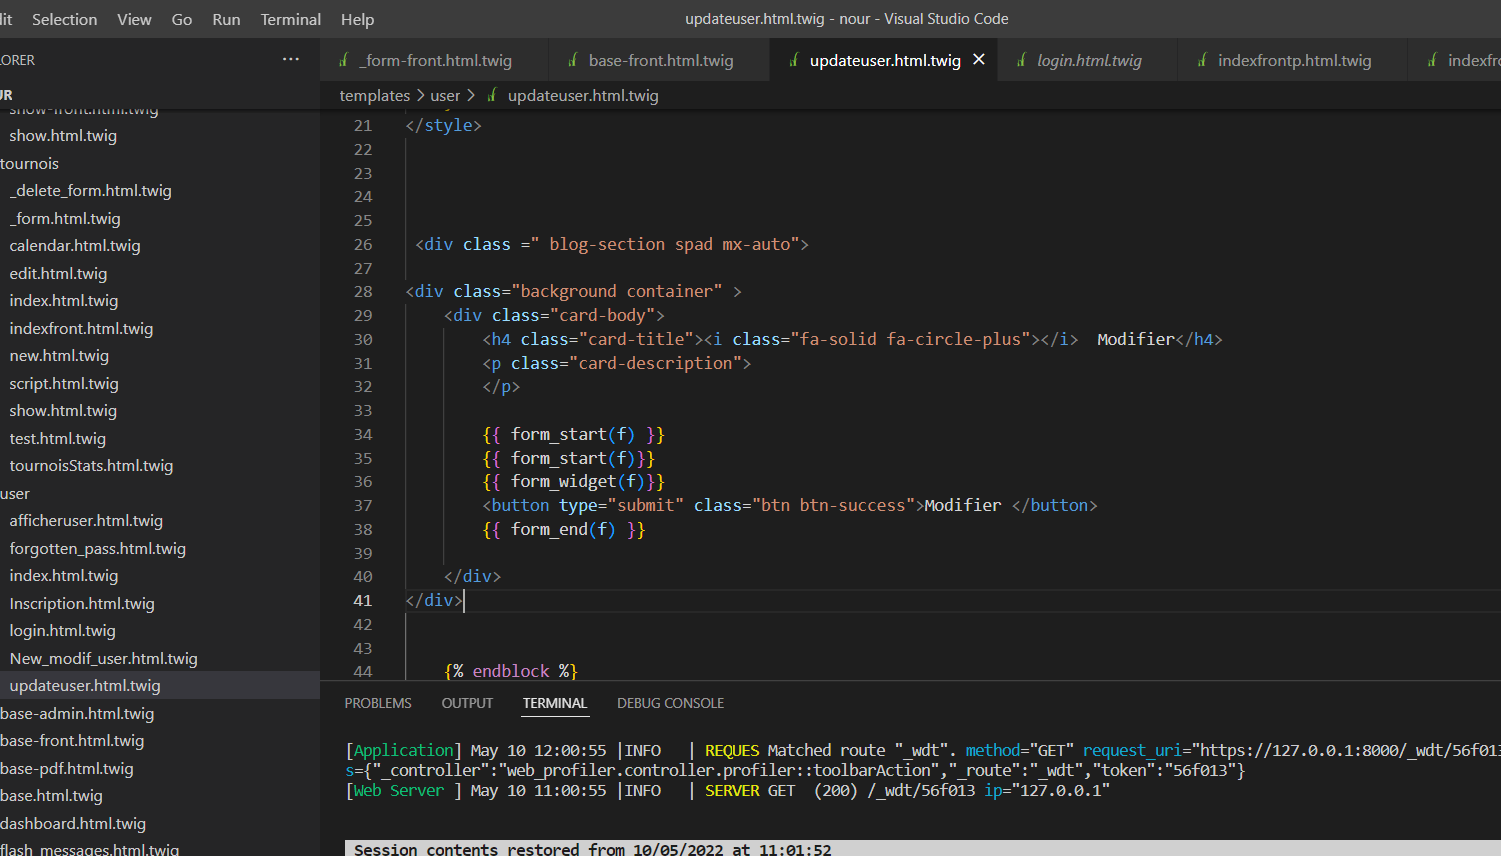 Selection View Go Run Terminal Help
updateuser.html.twig - nour - Visual Studio Code
_form-front.html.twig base-front.html.twig updateuser.html.twig login.html.twig indexfrontp.html.twig
templates > user > updateuser.html.twig
show-front.html.twig
show.html.twig
tournois
_delete_form.html.twig
_form.html.twig
calendar.html.twig
edit.html.twig
index.html.twig
indexfront.html.twig
new.html.twig
script.html.twig
show.html.twig
test.html.twig
tournoisStats.html.twig
user
afficheruser.html.twig
forgotten_pass.html.twig
index.html.twig
Inscription.html.twig
login.html.twig
New_modif_user.html.twig
updateuser.html.twig
base-admin.html.twig
base-front.html.twig
base-pdf.html.twig
base.html.twig
dashboard.html.twig
flash_messages.html.twig
21 </style>
22
23
24
25
26 <div class =" blog-section spad mx-auto">
27
28 <div class="background container" >
29 <div class="card-body">
30 <h4 class="card-title"><i class="fa-solid fa-circle-plus"></i>  Modifier</h4>
31 <p class="card-description">
32 </p>
33
34 {{ form_start(f) }}
35 {{ form_start(f)}}
36 {{ form_widget(f)}}
37 <button type="submit" class="btn btn-success">Modifier </button>
38 {{ form_end(f) }}
39
40 </div>
41 </div>
42
43
44 {% endblock %}
PROBLEMS OUTPUT TERMINAL DEBUG CONSOLE
[Application] May 10 12:00:55 |INFO   | REQUES Matched route "_wdt". method="GET" request_uri="https://127.0.0.1:8000/_wdt/56f013
s={"_controller":"web_profiler.controller.profiler::toolbarAction","_route":"_wdt","token":"56f013"}
[Web Server ] May 10 11:00:55 |INFO   | SERVER GET  (200) /_wdt/56f013 ip="127.0.0.1"
Session contents restored from 10/05/2022 at 11:01:52